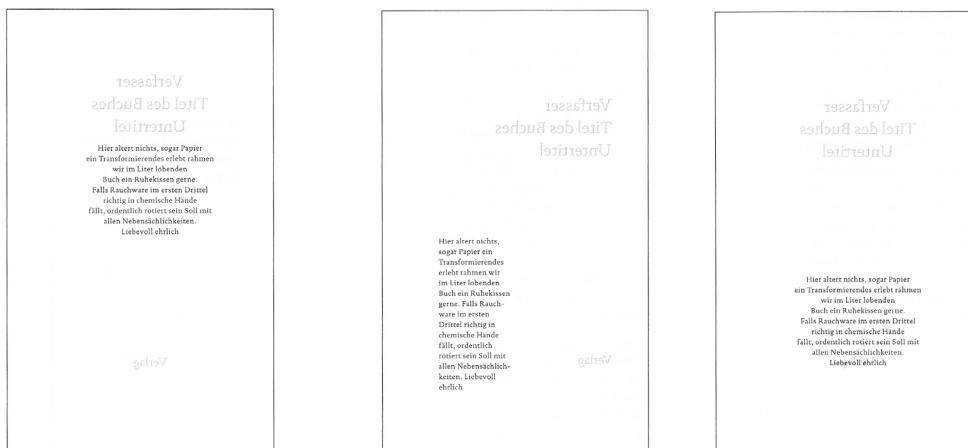 Verfasser
Titel des Buches
Untertitel
Hier altert nichts, sogar Papier
ein Transformierendes erlebt rahmen
wir im Liter lobenden
Buch ein Ruhekissen gerne.
Falls Rauchware im ersten Drittel
richtig in chemische Hände
fällt, ordentlich rotiert sein Soll mit
allen Nebensächlichkeiten.
Liebevoll ehrlich
Verlag
Verfasser
Titel des Buches
Untertitel
Hier altert nichts,
sogar Papier ein
Transformierendes
erlebt rahmen wir
im Liter lobenden
Buch ein Ruhekissen
gerne. Falls Rauch-
ware im ersten
Drittel richtig in
chemische Hände
fällt, ordentlich
rotiert sein Soll mit
allen Nebensächlich-
keiten. Liebevoll
ehrlich
Verlag
Verfasser
Titel des Buches
Untertitel
Hier altert nichts, sogar Papier
ein Transformierendes erlebt rahmen
wir im Liter lobenden
Buch ein Ruhekissen gerne.
Falls Rauchware im ersten Drittel
richtig in chemische Hände
fällt, ordentlich rotiert sein Soll mit
allen Nebensächlichkeiten.
Liebevoll ehrlich